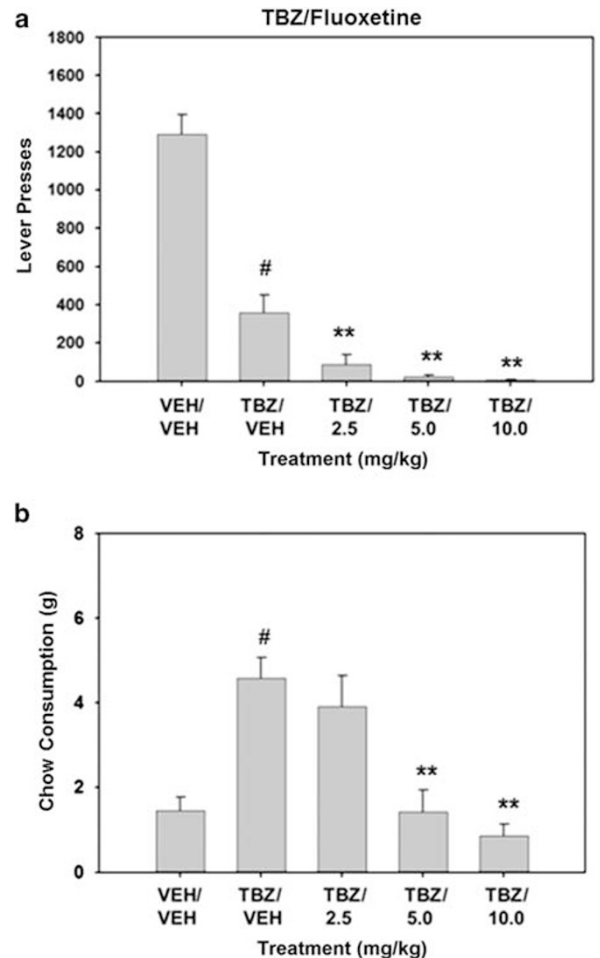 a
TBZ/Fluoxetine
1800
1600
1400
1200
1000
800
600
400
200
0
Lever Presses
#
**
**
**
VEH/ TBZ/ TBZ/ TBZ/ TBZ/
VEH VEH 2.5 5.0 10.0
Treatment (mg/kg)
b
8
6
4
2
0
Chow Consumption (g)
#
**
**
VEH/ TBZ/ TBZ/ TBZ/ TBZ/
VEH VEH 2.5 5.0 10.0
Treatment (mg/kg)